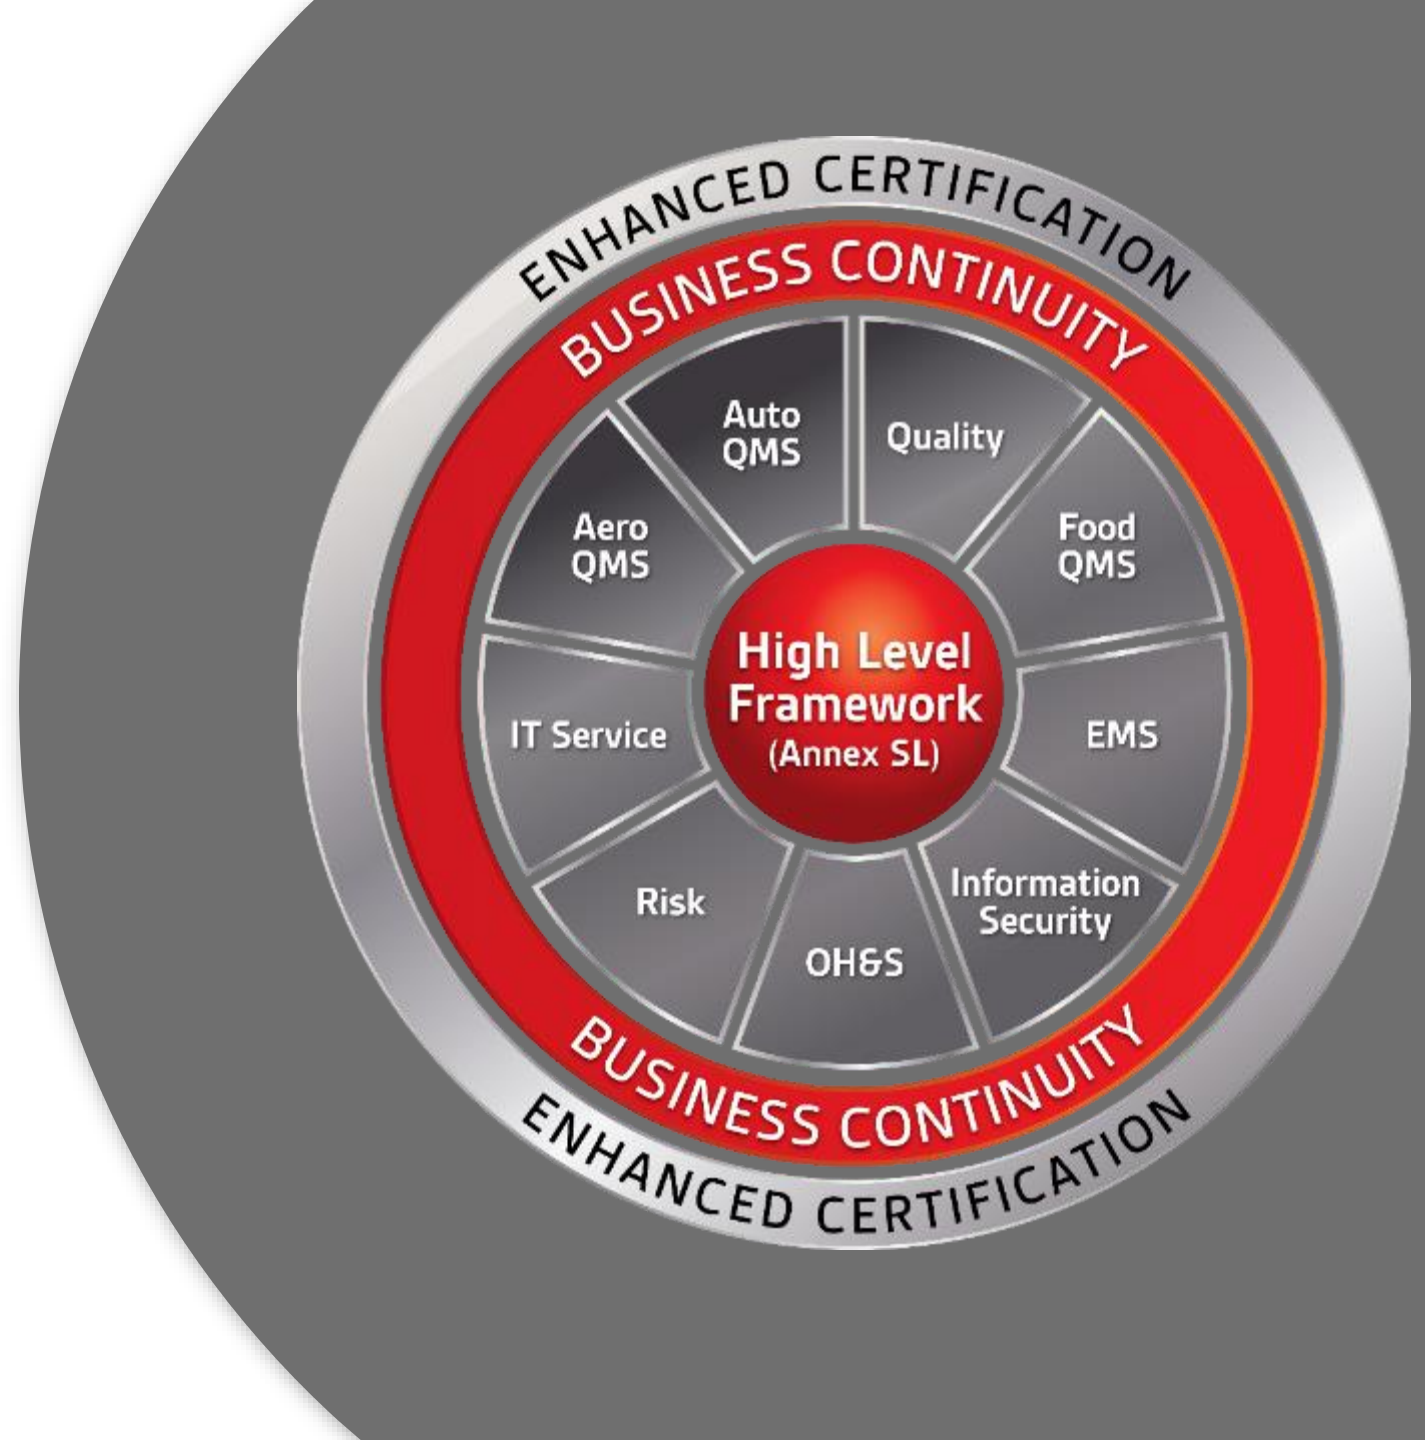 ENHANCED CERTIFICATION
BUSINESS CONTINUITY
Auto
QMS
Quality
Aero
QMS
Food
QMS
High Level
Framework
(Annex SL)
IT Service
EMS
Risk
Information
Security
OH&S
BUSINESS CONTINUITY
ENHANCED CERTIFICATION